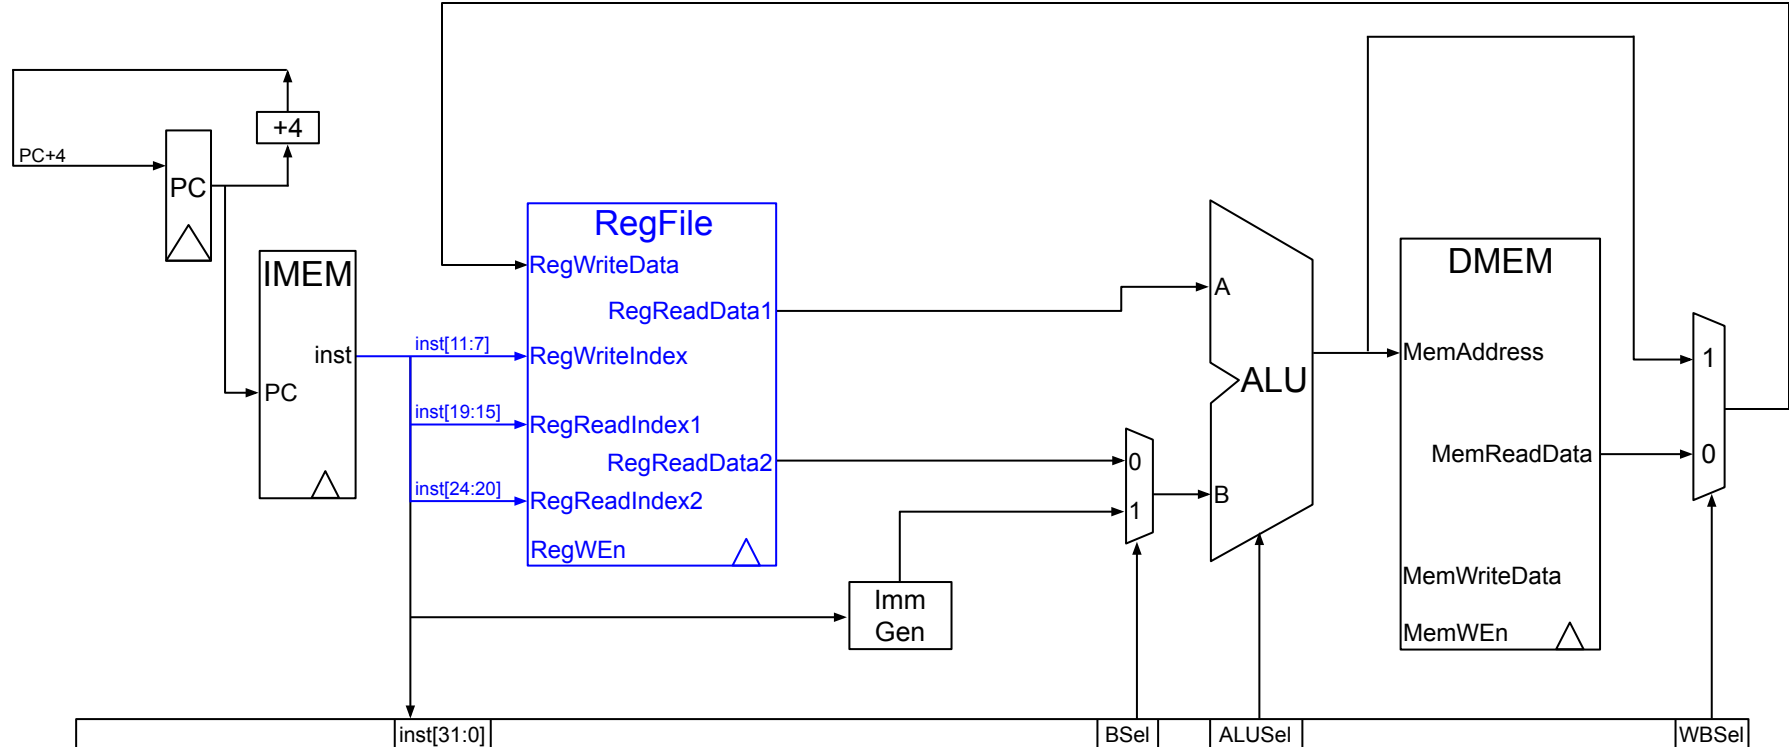 +4
PC+4
PC
IMEM
inst
PC
inst[11:7]
inst[19:15]
inst[24:20]
RegFile
RegWriteData
RegReadData1
RegWriteIndex
RegReadIndex1
RegReadData2
RegReadIndex2
RegWEn
Imm
Gen
0
1
A
ALU
B
DMEM
MemAddress
MemReadData
MemWriteData
MemWEn
1
0
inst[31:0]
BSel
ALUSel
WBSel